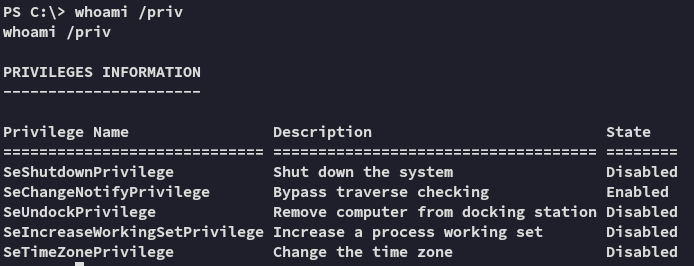 PS C:\> whoami /priv
whoami /priv
PRIVILEGES INFORMATION
----------------------
Privilege Name                Description                          State
============================= ==================================== ========
SeShutdownPrivilege           Shut down the system                 Disabled
SeChangeNotifyPrivilege       Bypass traverse checking             Enabled
SeUndockPrivilege             Remove computer from docking station Disabled
SeIncreaseWorkingSetPrivilege Increase a process working set       Disabled
SeTimeZonePrivilege           Change the time zone                 Disabled